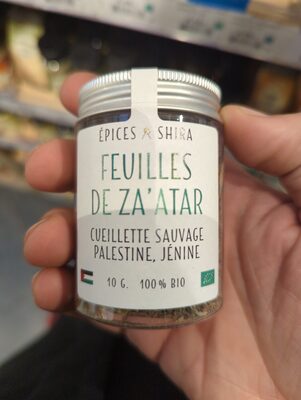 ÉPICES SHIRA
FEUILLES
DE ZA'ATAR
CUEILLETTE SAUVAGE
PALESTINE, JÉNINE
10 G. 100% BIO